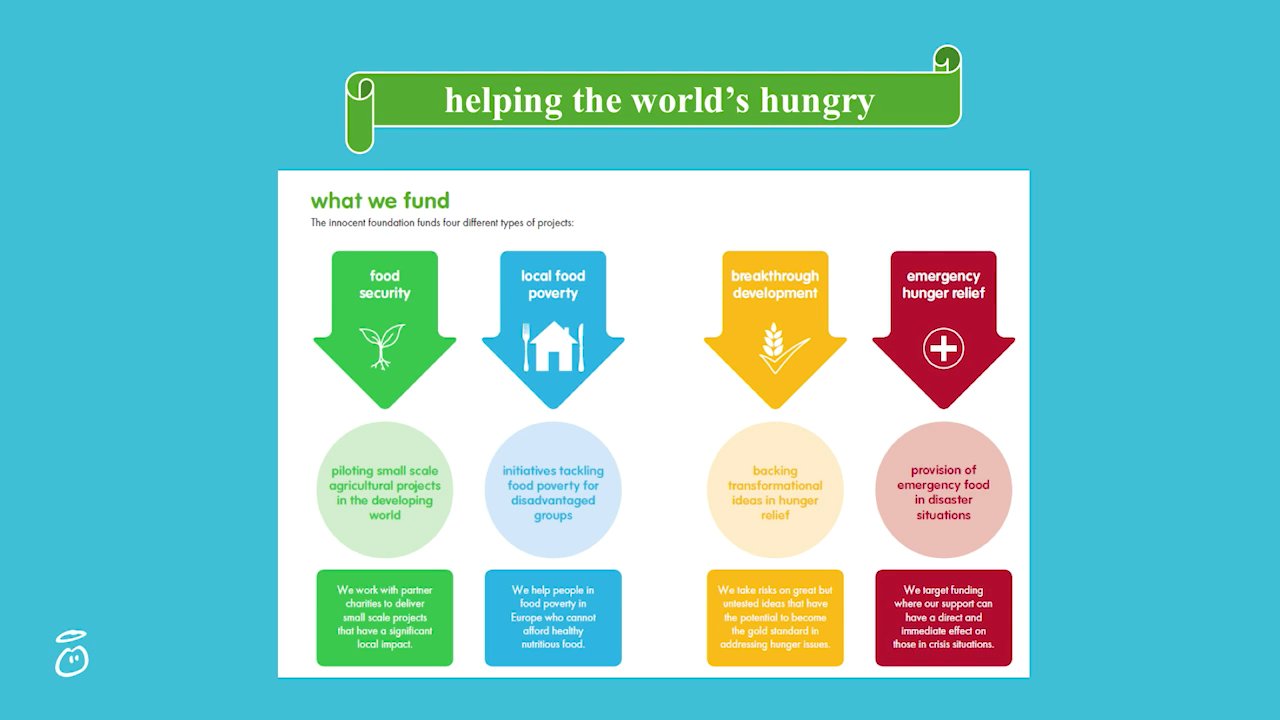 helping the world’s hungry
what we fund
The innocent foundation funds four different types of projects:
food
security
local food
poverty
breakthrough
development
emergency
hunger relief
piloting small scale
agricultural projects
in the developing
world
initiatives tackling
food poverty for
disadvantaged
groups
backing
transformational
ideas in hunger
relief
provision of
emergency food
in disaster
situations
We work with partner
charities to deliver
small scale projects
that have a significant
local impact.
We help people in
food poverty in
Europe who cannot
afford healthy
nutritious food.
We take risks on great but
untested ideas that have
the potential to become
the gold standard in
addressing hunger issues.
We target funding
where our support can
have a direct and
immediate effect on
those in crisis situations.